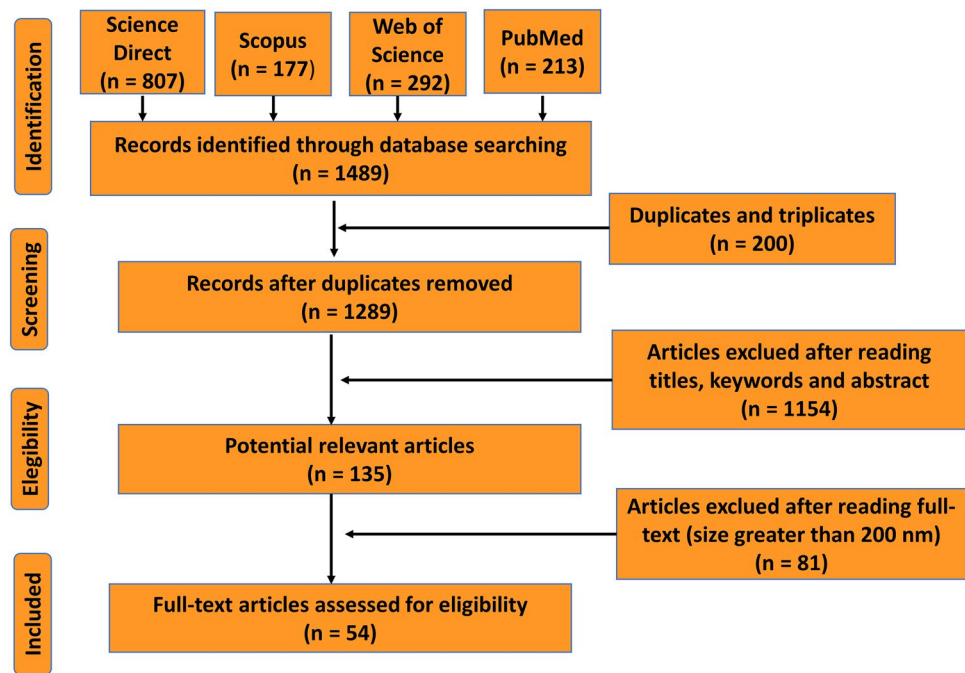 Identification
Science
Direct
(n = 807)
Scopus
(n = 177)
Web of
Science
(n = 292)
PubMed
(n = 213)
Records identified through database searching
(n = 1489)
Duplicates and triplicates
(n = 200)
Screening
Records after duplicates removed
(n = 1289)
Articles exclued after reading
titles, keywords and abstract
(n = 1154)
Elegibility
Potential relevant articles
(n = 135)
Articles exclued after reading full-
text (size greater than 200 nm)
(n = 81)
Included
Full-text articles assessed for eligibility
(n = 54)